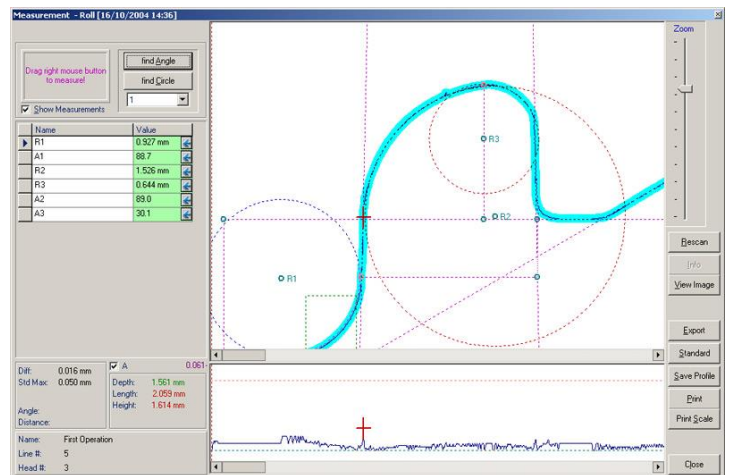 Measurement - Roll [16/10/2004 14:36]
Drag right mouse button
to measure!
find Angle
find Circle
1
Show Measurements
Name Value
R1 0.927 mm
A1 88.7
R2 1.526 mm
R3 0.644 mm
A2 89.0
A3 30.1
Diff: 0.016 mm
Std Max: 0.050 mm
Angle:
Distance:
A 0.061
Depth: 1.561 mm
Length: 2.059 mm
Height: 1.614 mm
Name: First Operation
Line #: 5
Head #: 3
R3
R2
R1
Zoom
Rescan
Info
View Image
Export
Standard
Save Profile
Print
Print Scale
Close